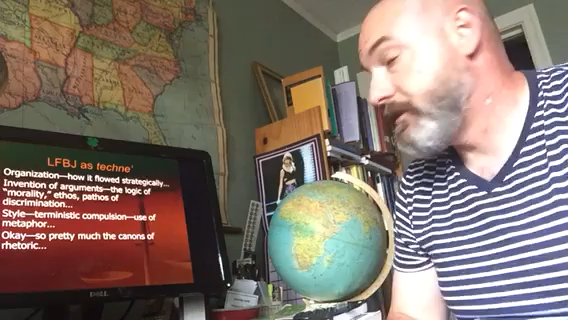 LFBJ as techne'
Organization—how it flowed strategically...
Invention of arguments—the logic of
"morality," ethos, pathos of
discrimination...
Style—terministic compulsion—use of
metaphor...
Okay—so pretty much the canons of
rhetoric...
DELL